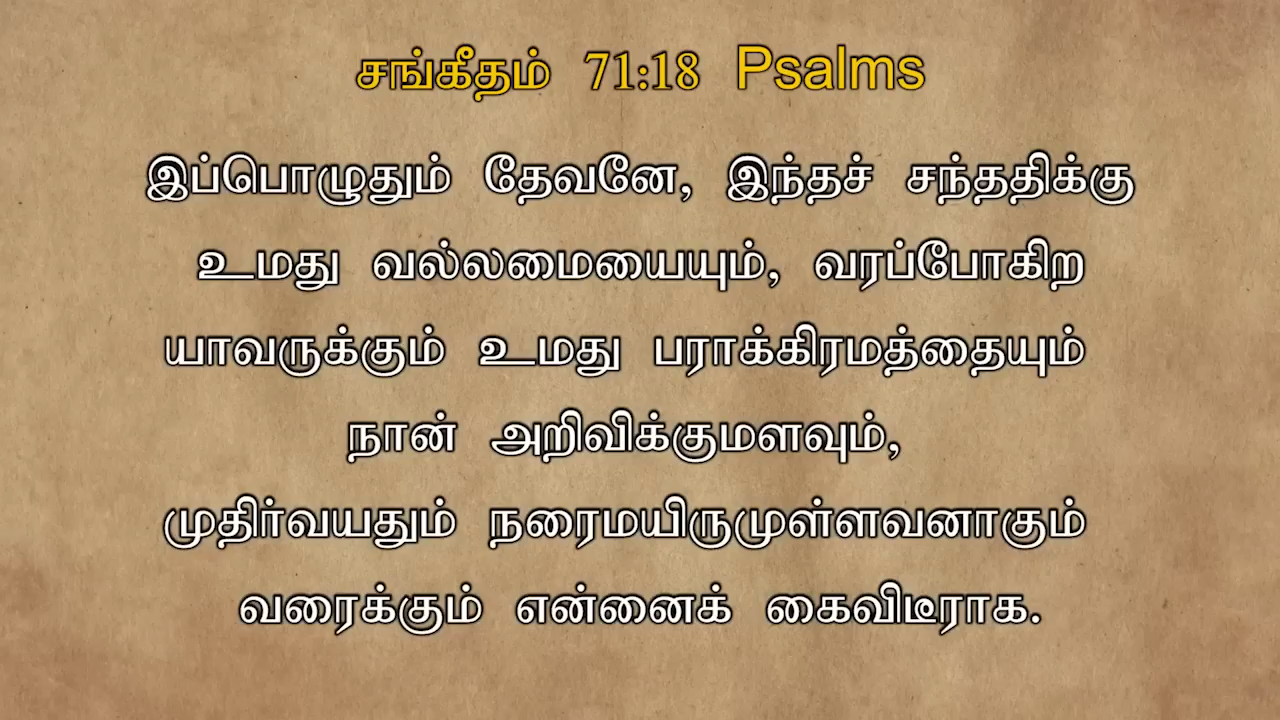 சங்கீதம் 71:18 Psalms
இப்பொழுதும் தேவனே, இந்தச் சந்ததிக்கு
உமது வல்லமையையும், வரப்போகிற
யாவருக்கும் உமது பராக்கிரமத்தையும்
நான் அறிவிக்குமளவும்,
முதிர்வயதும் நரைமயிருமுள்ளவனாகும்
வரைக்கும் என்னைக் கைவிடீராக.